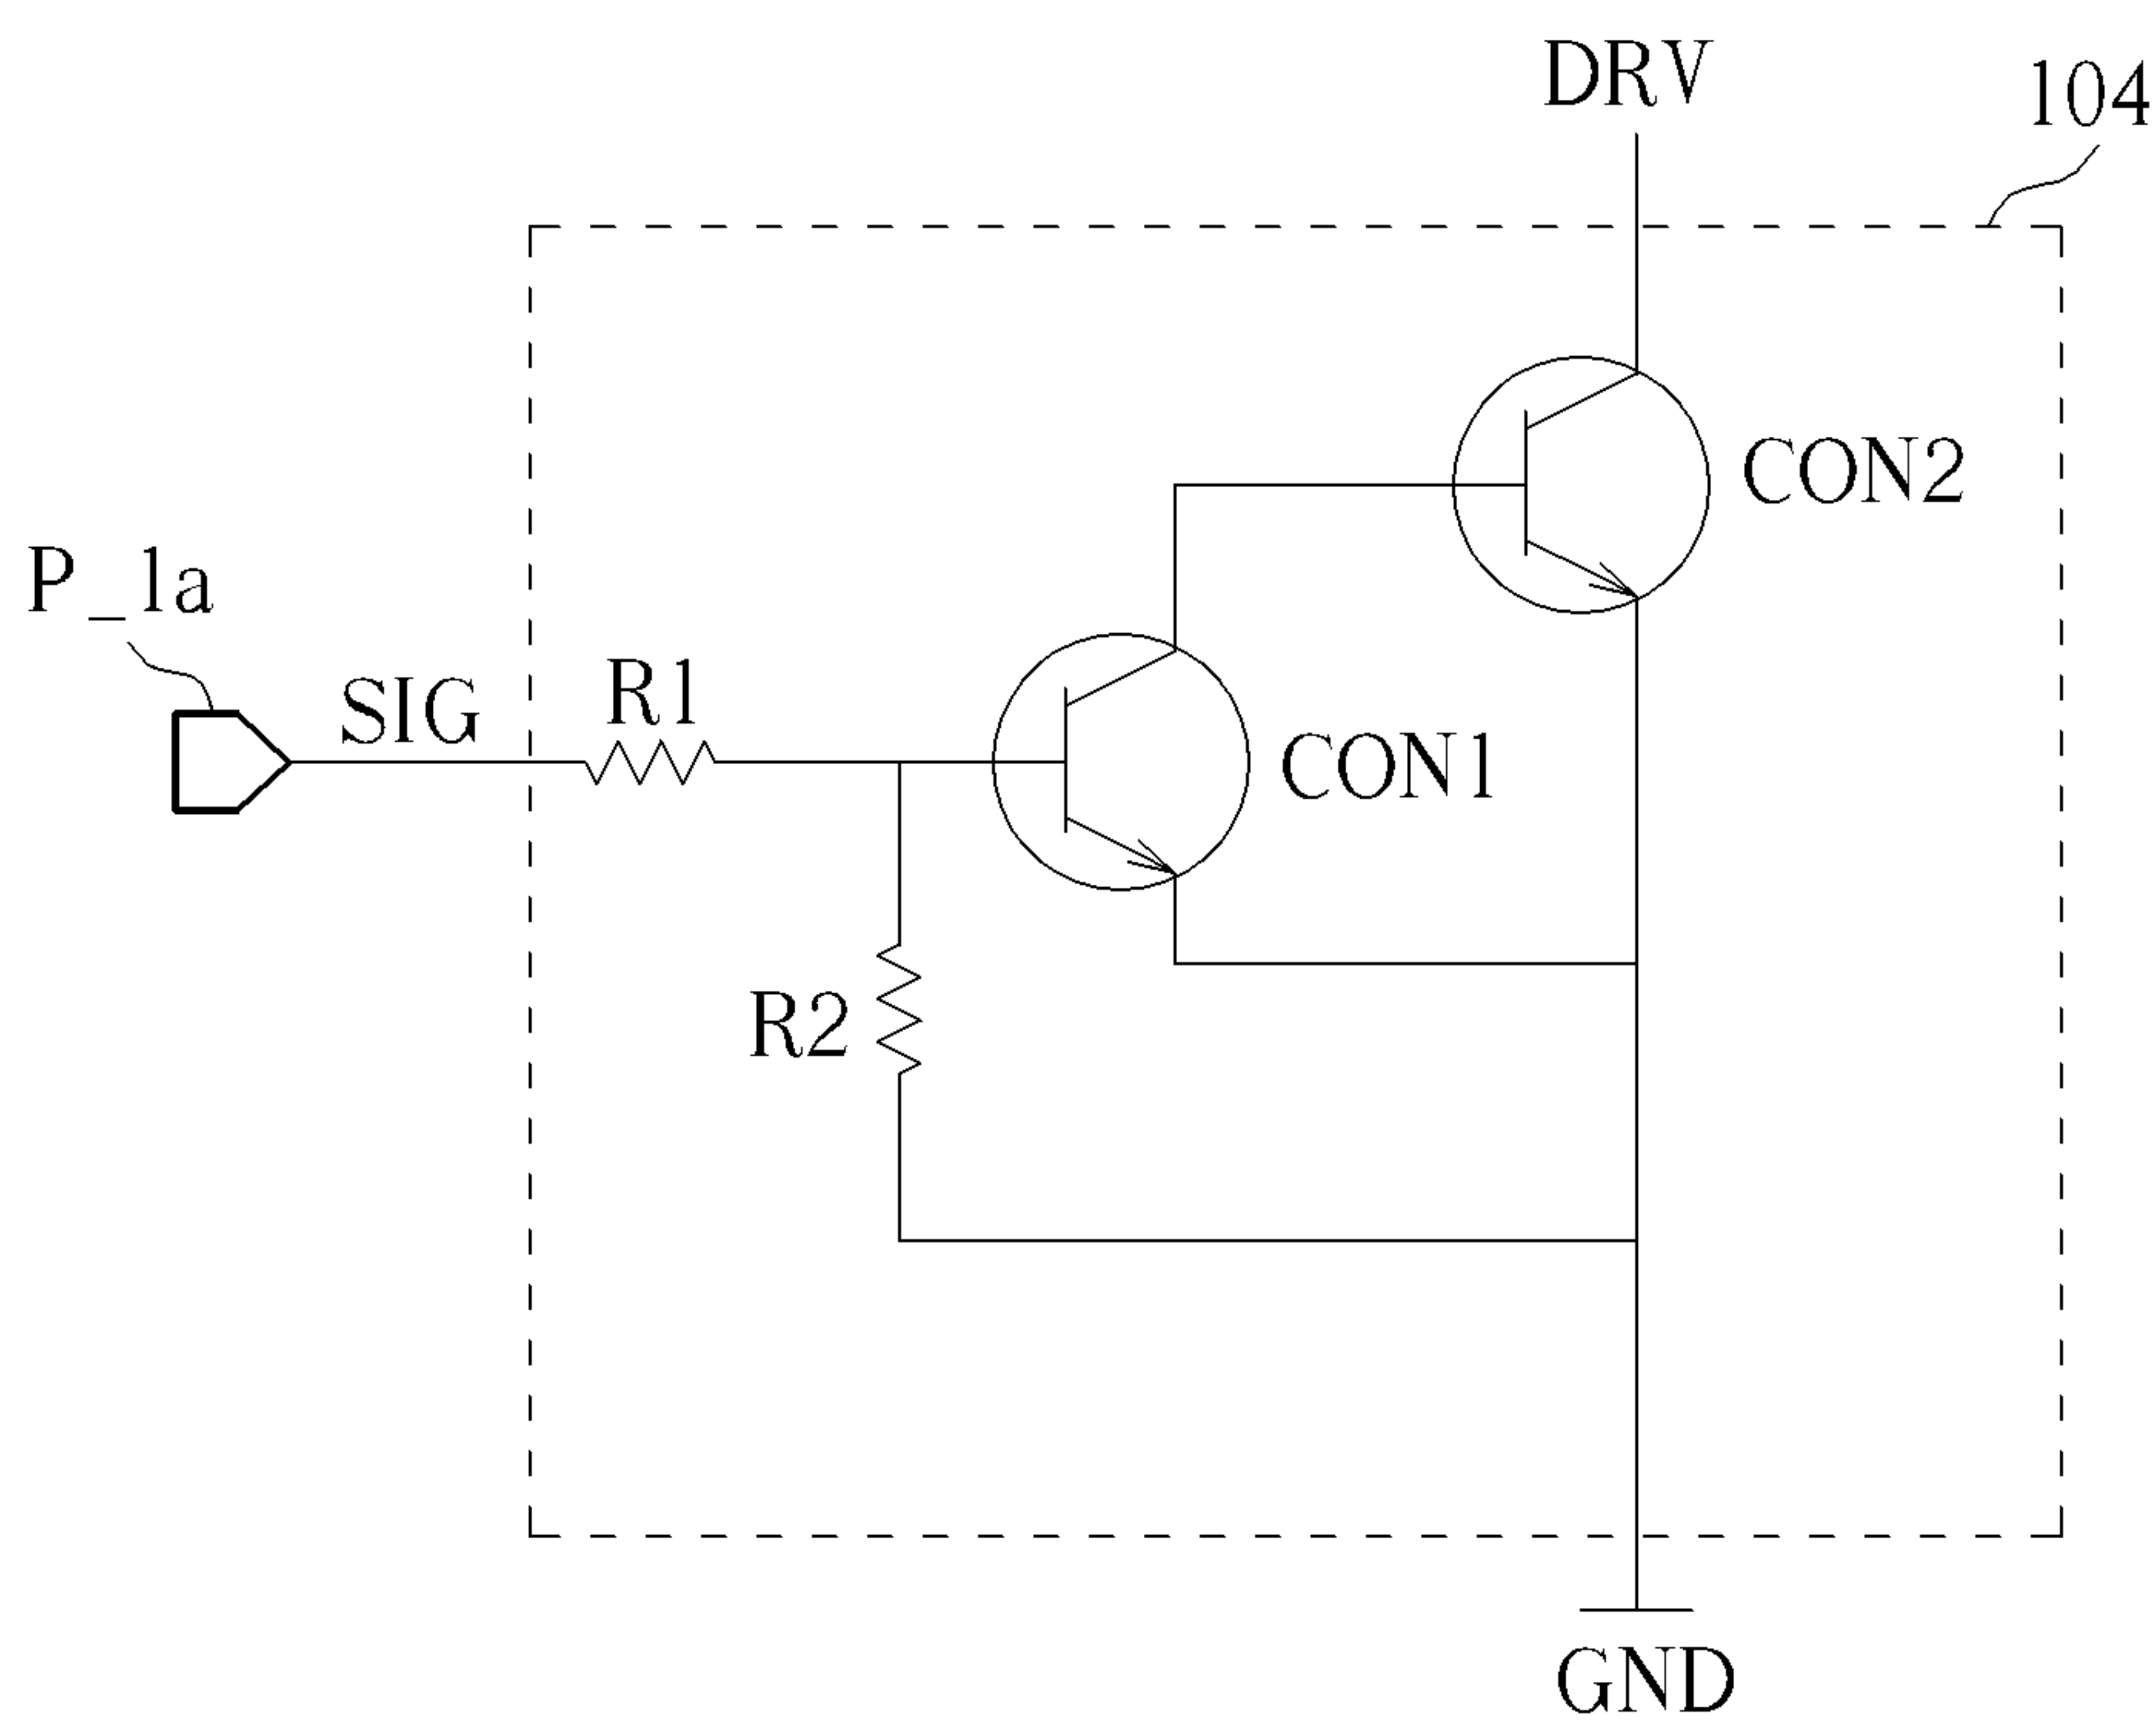 DRV
104
CON2
P_1a
SIG
R1
CON1
R2
GND